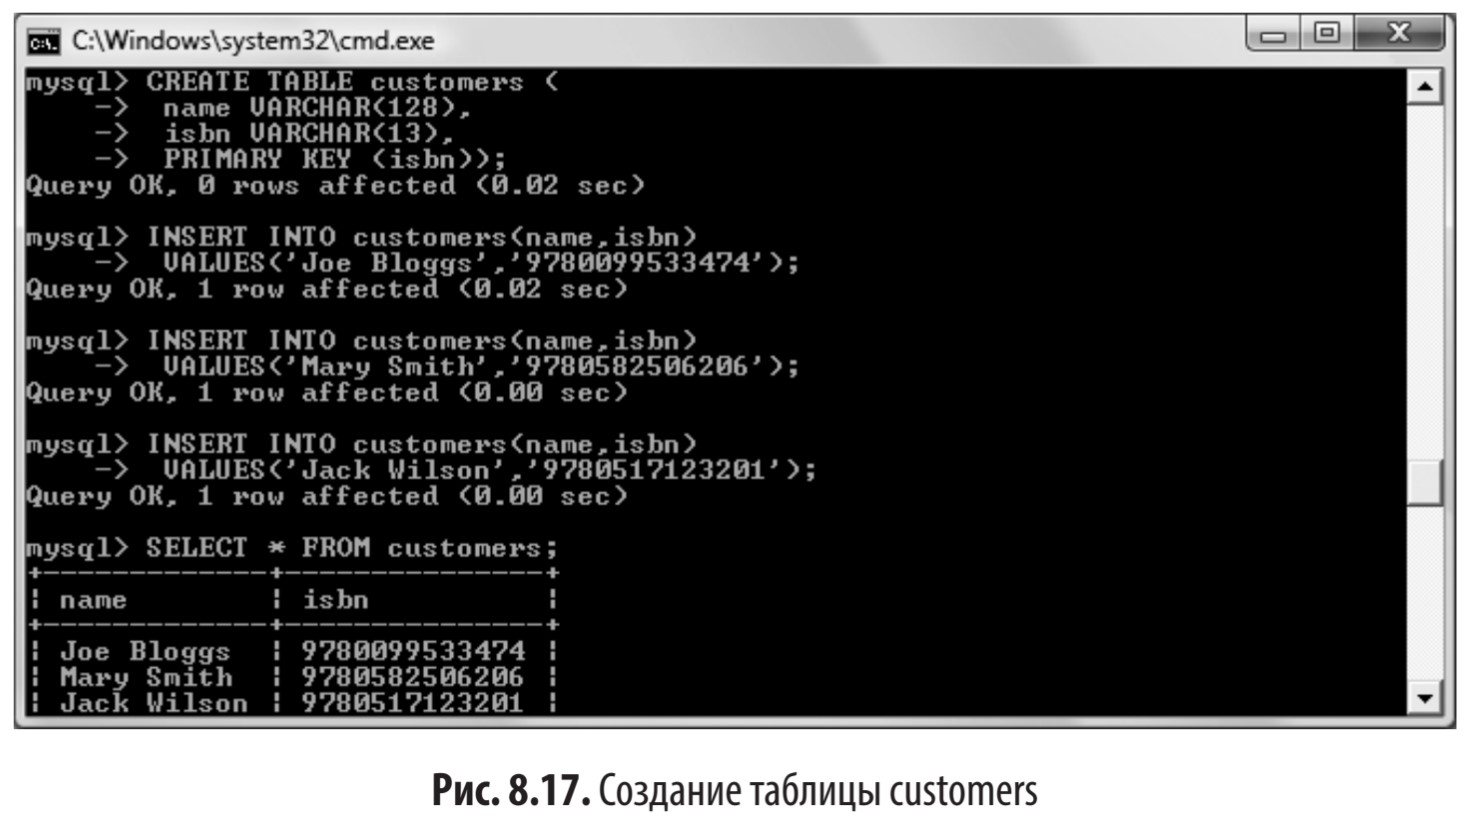 C:\Windows\system32\cmd.exe
mysql> CREATE TABLE customers (
    ->  name VARCHAR(128),
    ->  isbn VARCHAR(13),
    ->  PRIMARY KEY (isbn));
Query OK, 0 rows affected (0.02 sec)
mysql> INSERT INTO customers(name,isbn)
    ->  VALUES('Joe Bloggs','9780099533474');
Query OK, 1 row affected (0.02 sec)
mysql> INSERT INTO customers(name,isbn)
    ->  VALUES('Mary Smith','9780582506206');
Query OK, 1 row affected (0.00 sec)
mysql> INSERT INTO customers(name,isbn)
    ->  VALUES('Jack Wilson','9780517123201');
Query OK, 1 row affected (0.00 sec)
mysql> SELECT * FROM customers;
+-------------+---------------+
| name        | isbn          |
+-------------+---------------+
| Joe Bloggs  | 9780099533474 |
| Mary Smith  | 9780582506206 |
| Jack Wilson | 9780517123201 |
Рис. 8.17. Создание таблицы customers